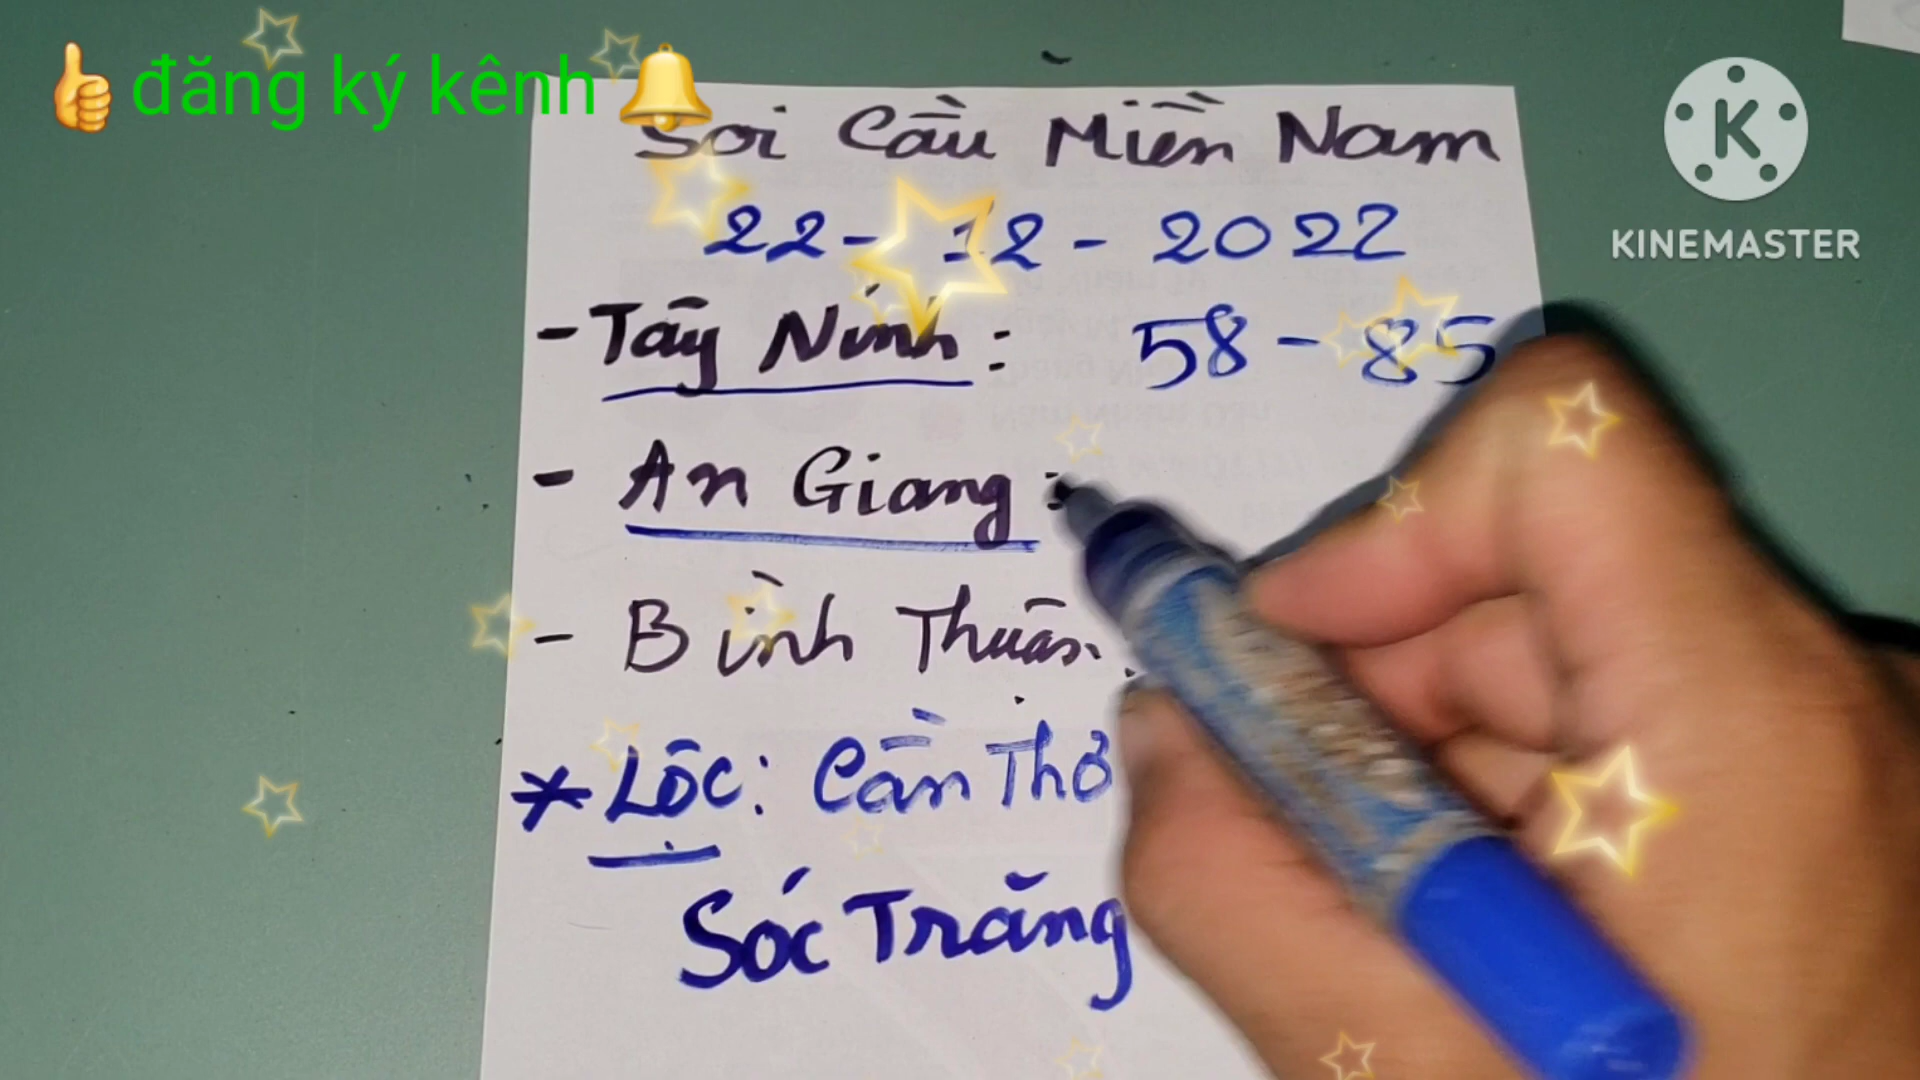 đăng ký kênh
KINEMASTER
Soi Cầu Miền Nam
22-12-2022
- Tây Ninh: 58-85
- An Giang:
- Bình Thuận:
* Lộc: Cần Thơ
Sóc Trăng